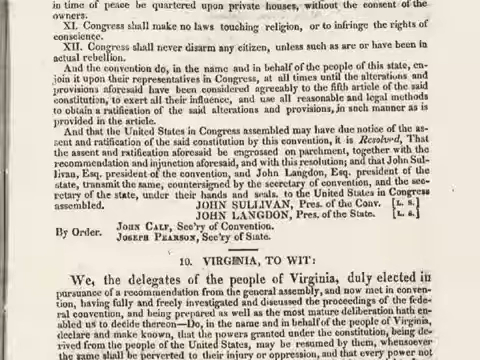 in time of peace be quartered upon private houses, without the consent of the
owners.
XI. Congress shall make no laws touching religion, or to infringe the rights of
conscience.
XII. Congress shall never disarm any citizen, unless such as are or have been in
actual rebellion.
And the convention do, in the name and in behalf of the people of this state, en-
join it upon their representatives in Congress, at all times until the alterations and
provisions aforesaid have been considered agreeably to the fifth article of the said
constitution, to exert all their influence, and use all reasonable and legal methods
to obtain a ratification of the said alterations and provisions, in such manner as is
provided in the article.
And that the United States in Congress assembled may have due notice of the as-
sent and ratification of the said constitution by this convention, it is Resolved, That
the assent and ratification aforesaid be engrossed on parchment, together with the
recommendation and injunction aforesaid, and with this resolution; and that John Sul-
livan, Esq. president of the convention, and John Langdon, Esq. president of the
state, transmit the same, countersigned by the secretary of convention, and the sec-
retary of the state, under their hands and seals, to the United States in Congress
assembled. JOHN SULLIVAN, Pres. of the Conv. [L. S.]
JOHN LANGDON, Pres. of the State. [L. S.]
By Order. JOHN CALF, Sec'ry of Convention.
JOSEPH PEARSON, Sec'ry of State.
10. VIRGINIA, TO WIT:
We, the delegates of the people of Virginia, duly elected in
pursuance of a recommendation from the general assembly, and now met in conven-
tion, having fully and freely investigated and discussed the proceedings of the fede-
ral convention, and being prepared as well as the most mature deliberation hath en-
abled us to decide thereon—Do, in the name and in behalf of the people of Virginia,
declare and make known, that the powers granted under the constitution, being de-
rived from the people of the United States, may be resumed by them, whensoever
the same shall be perverted to their injury or oppression, and that every power not